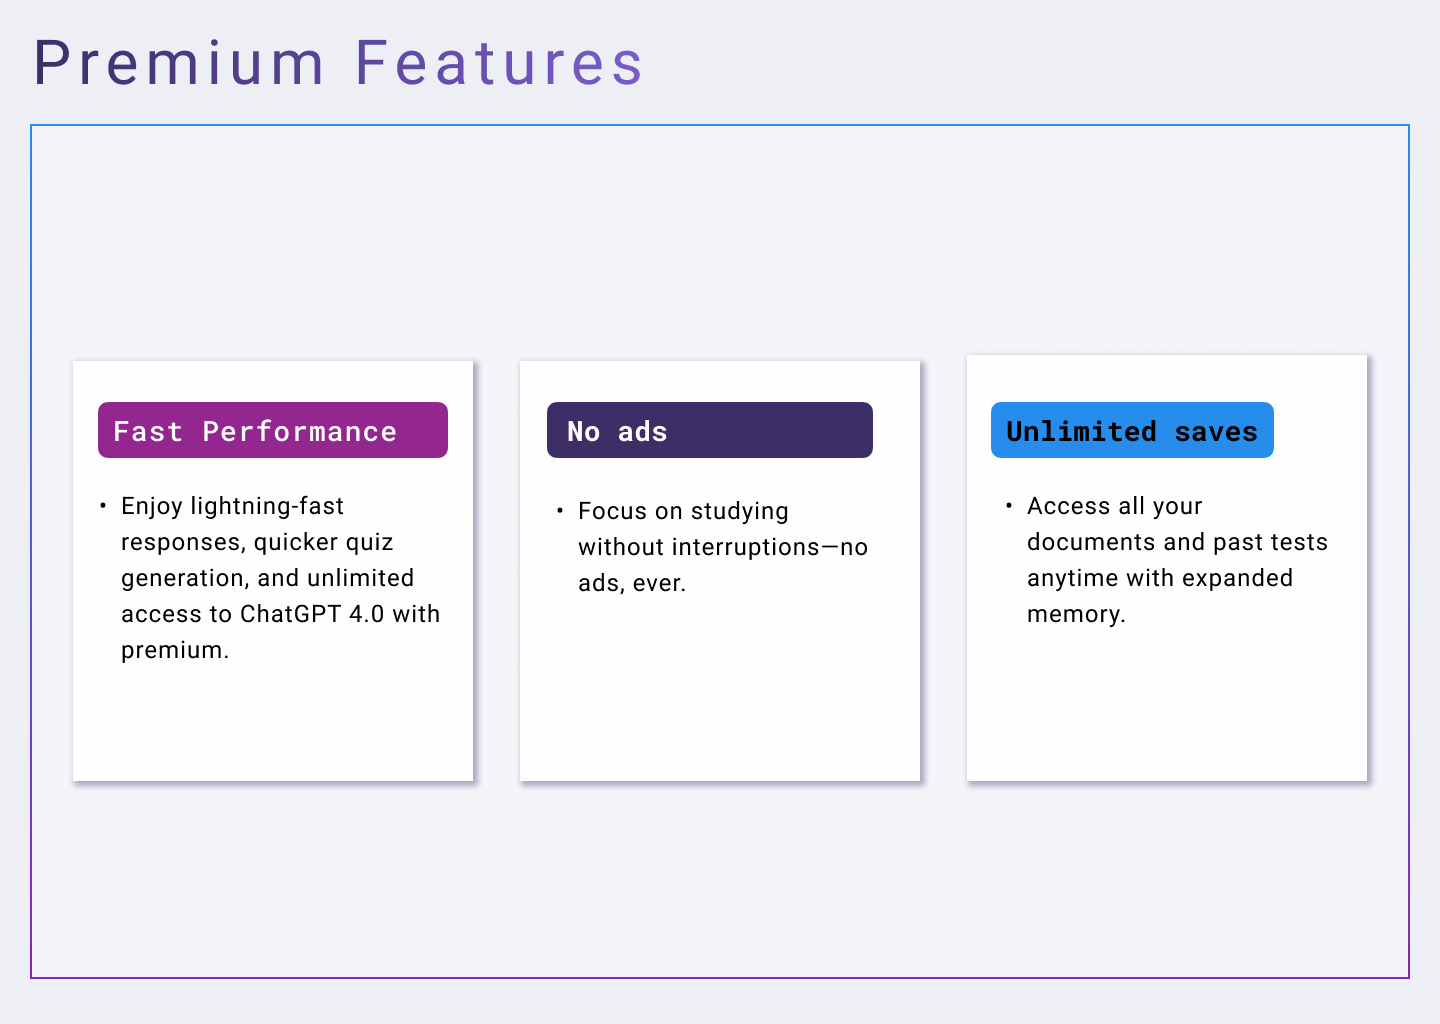 Premium Features
Fast Performance
• Enjoy lightning-fast
responses, quicker quiz
generation, and unlimited
access to ChatGPT 4.0 with
premium.
No ads
• Focus on studying
without interruptions—no
ads, ever.
Unlimited saves
• Access all your
documents and past tests
anytime with expanded
memory.